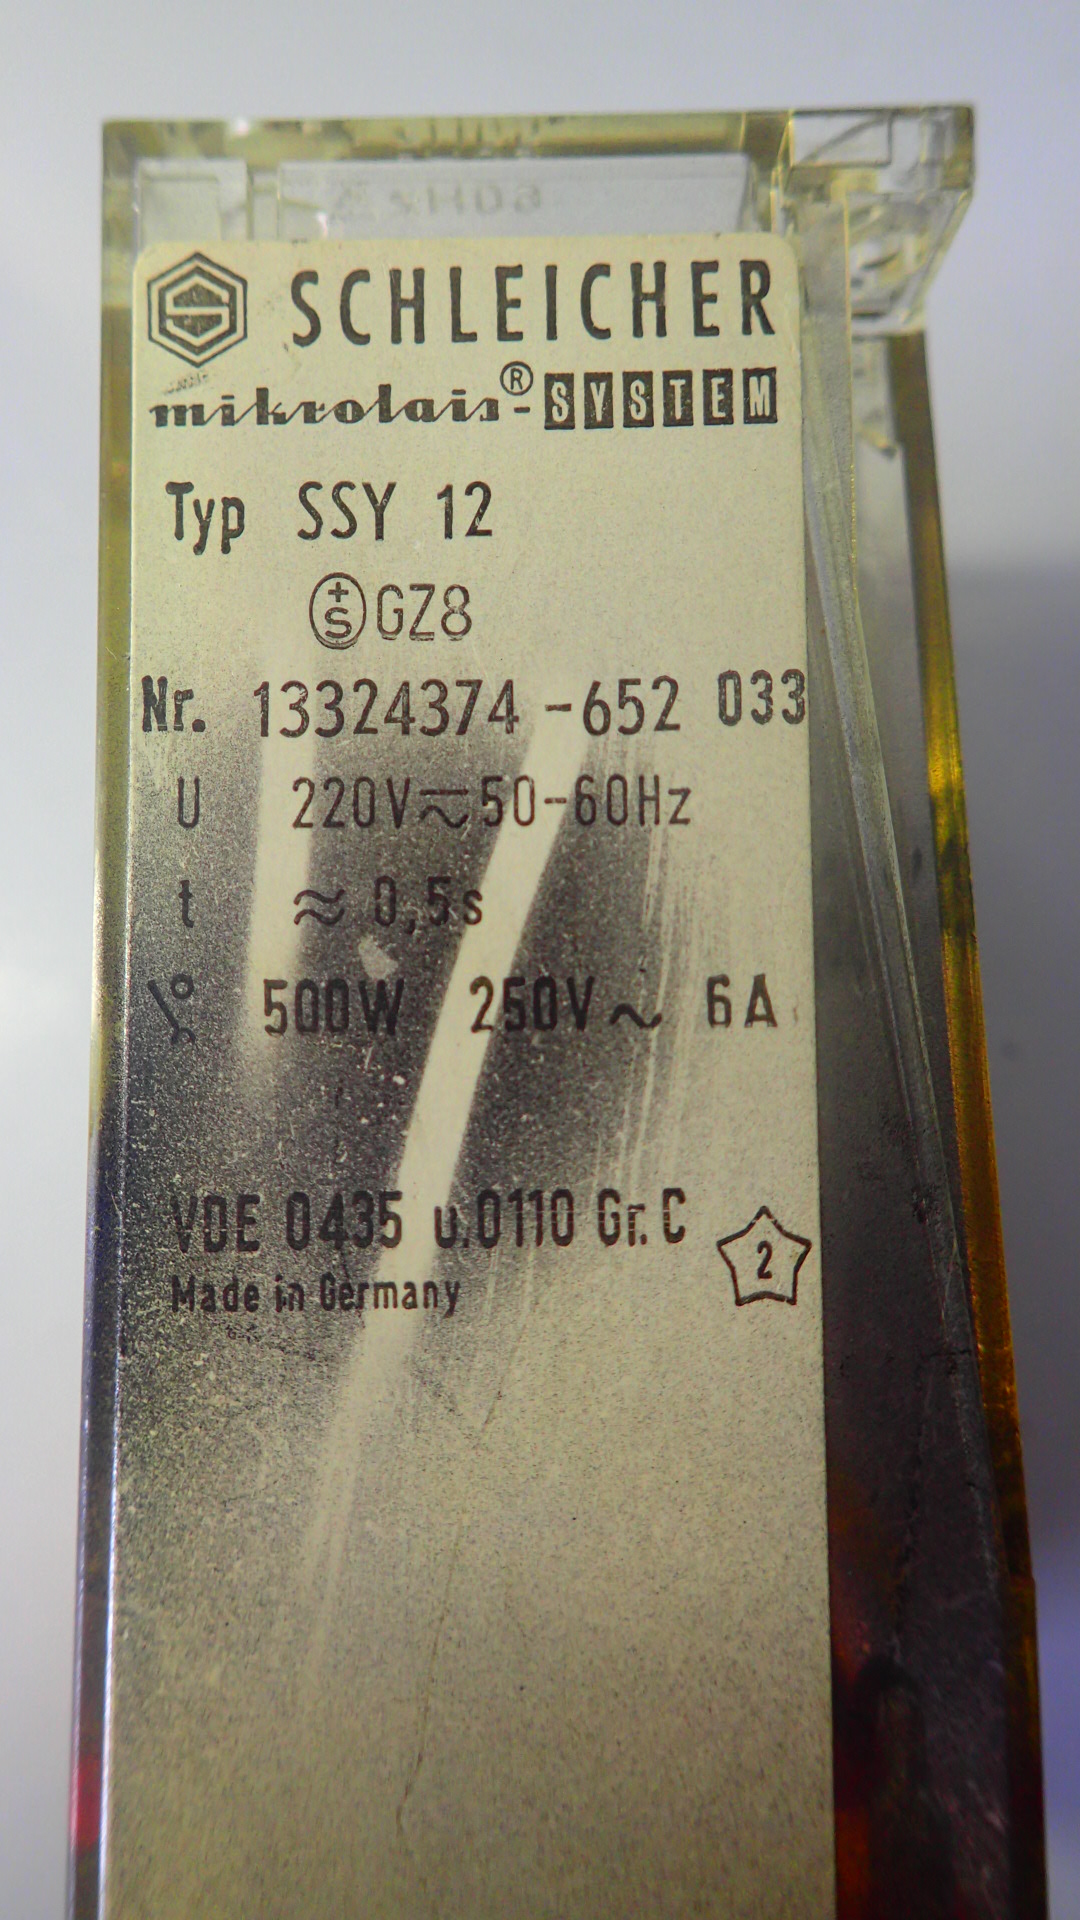 SCHLEICHER
mikrolais®-SYSTEM
Typ SSY 12
+S GZ8
Nr. 13324374-652 033
U 220V⎓~50-60Hz
t ≈ 0,5s
500W 250V~ 6A
VDE 0435 u.0110 Gr.C
2
Made in Germany